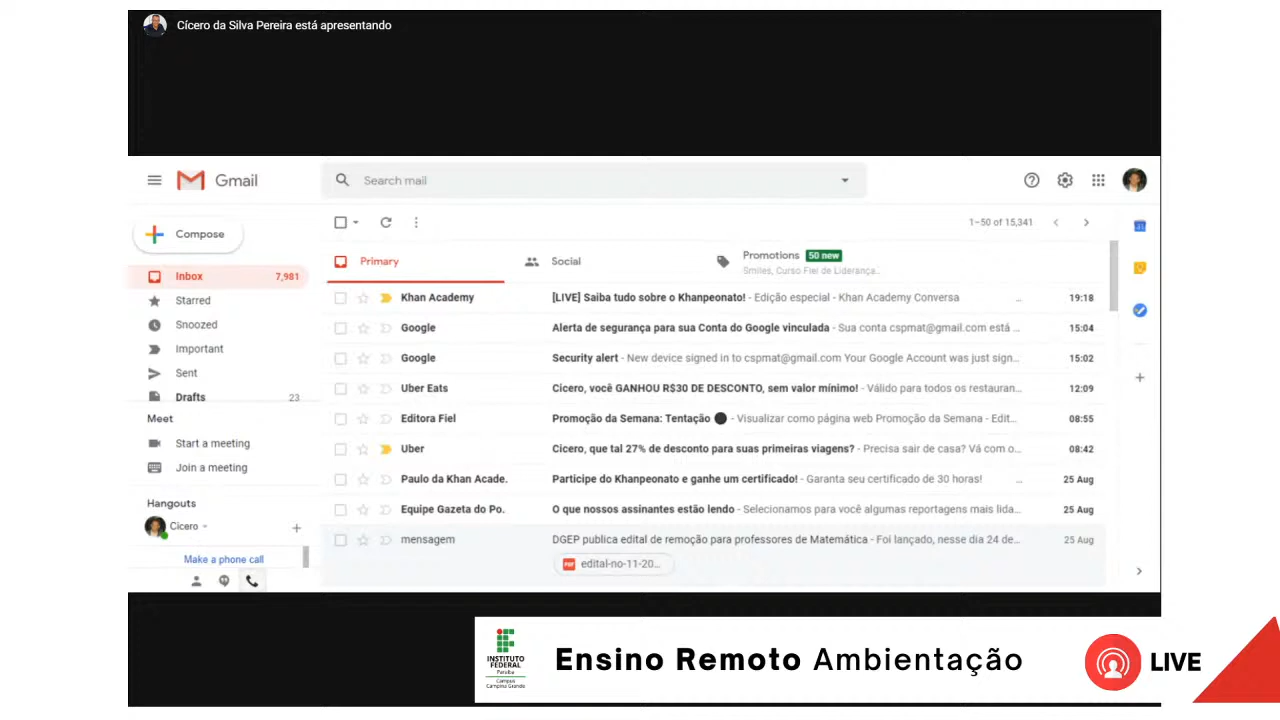 Cícero da Silva Pereira está apresentando
Gmail
Search mail
Compose
1–50 of 15,341
Primary
Social
Promotions 50 new
Smiles, Curso Fiel de Liderança...
Inbox 7,981
Starred
Snoozed
Important
Sent
Drafts 23
Meet
Start a meeting
Join a meeting
Hangouts
Cicero
Make a phone call
Khan Academy [LIVE] Saiba tudo sobre o Khanpeonato! - Edição especial - Khan Academy Conversa ... 19:18
Google Alerta de segurança para sua Conta do Google vinculada - Sua conta cspmat@gmail.com está ... 15:04
Google Security alert - New device signed in to cspmat@gmail.com Your Google Account was just sign... 15:02
Uber Eats Cicero, você GANHOU R$30 DE DESCONTO, sem valor mínimo! - Válido para todos os restauran... 12:09
Editora Fiel Promoção da Semana: Tentação ⚫ - Visualizar como página web Promoção da Semana - Edit... 08:55
Uber Cicero, que tal 27% de desconto para suas primeiras viagens? - Precisa sair de casa? Vá com o... 08:42
Paulo da Khan Acade. Participe do Khanpeonato e ganhe um certificado! - Garanta seu certificado de 30 horas! ... 25 Aug
Equipe Gazeta do Po. O que nossos assinantes estão lendo - Selecionamos para você algumas reportagens mais lida... 25 Aug
mensagem DGEP publica edital de remoção para professores de Matemática - Foi lançado, nesse dia 24 de... 25 Aug
PDF edital-no-11-20...
INSTITUTO
FEDERAL
Paraíba
Campus
Campina Grande
Ensino Remoto Ambientação
LIVE